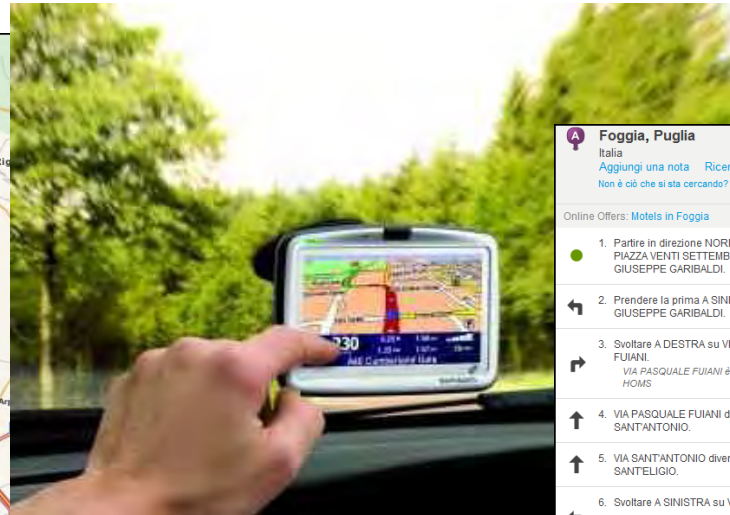 A
Foggia, Puglia
Italia
Aggiungi una nota Ricer
Non è ciò che si sta cercando?
Online Offers: Motels in Foggia
1. Partire in direzione NORD
PIAZZA VENTI SETTEMB
GIUSEPPE GARIBALDI.
2. Prendere la prima A SINI
GIUSEPPE GARIBALDI.
3. Svoltare A DESTRA su VI
FUIANI.
VIA PASQUALE FUIANI è
HOMS
4. VIA PASQUALE FUIANI d
SANT'ANTONIO.
5. VIA SANT'ANTONIO diver
SANT'ELIGIO.
6. Svoltare A SINISTRA su V
230